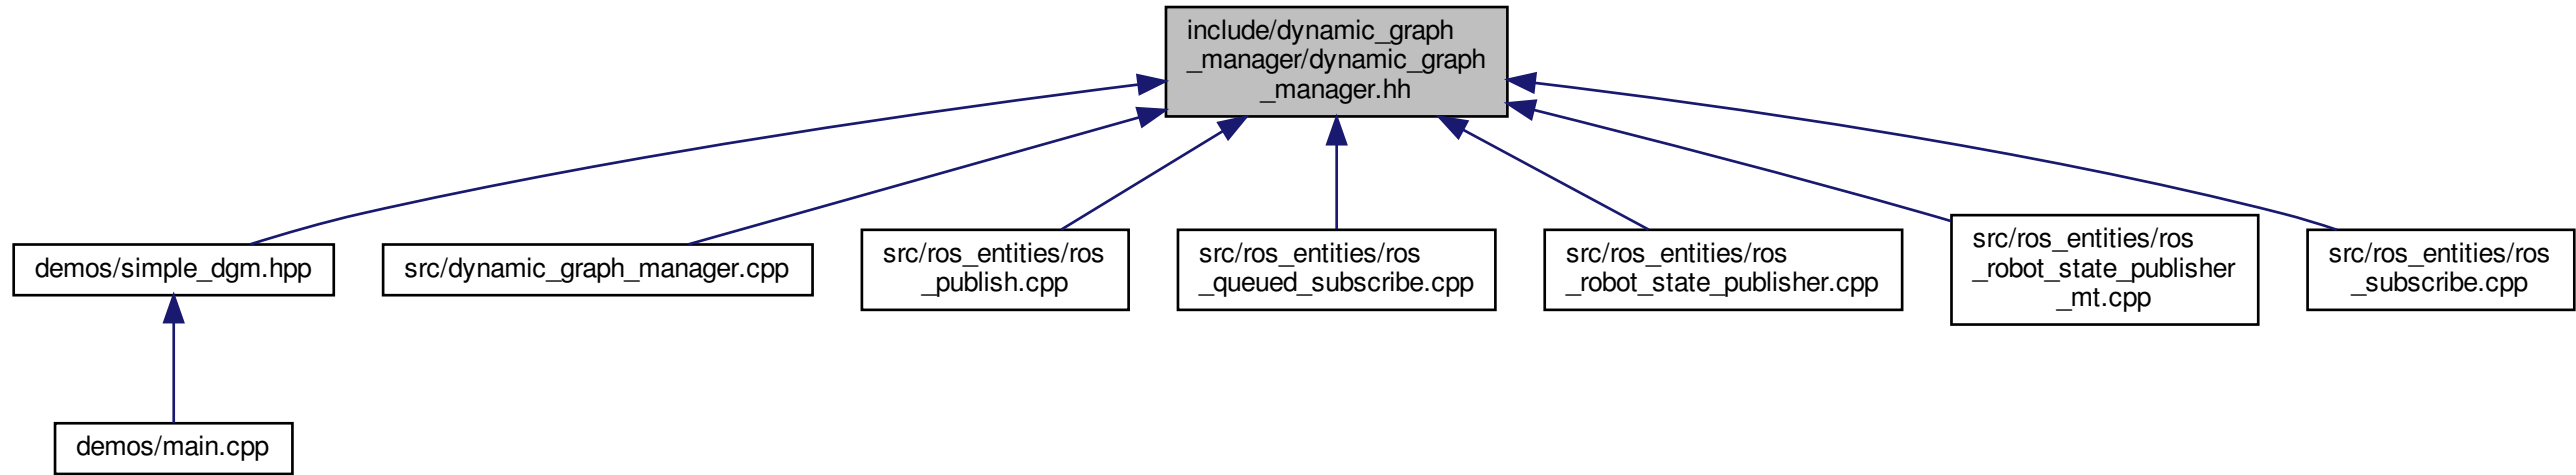 include/dynamic_graph
_manager/dynamic_graph
_manager.hh
demos/simple_dgm.hpp
src/dynamic_graph_manager.cpp
src/ros_entities/ros
_publish.cpp
src/ros_entities/ros
_queued_subscribe.cpp
src/ros_entities/ros
_robot_state_publisher.cpp
src/ros_entities/ros
_robot_state_publisher
_mt.cpp
src/ros_entities/ros
_subscribe.cpp
demos/main.cpp